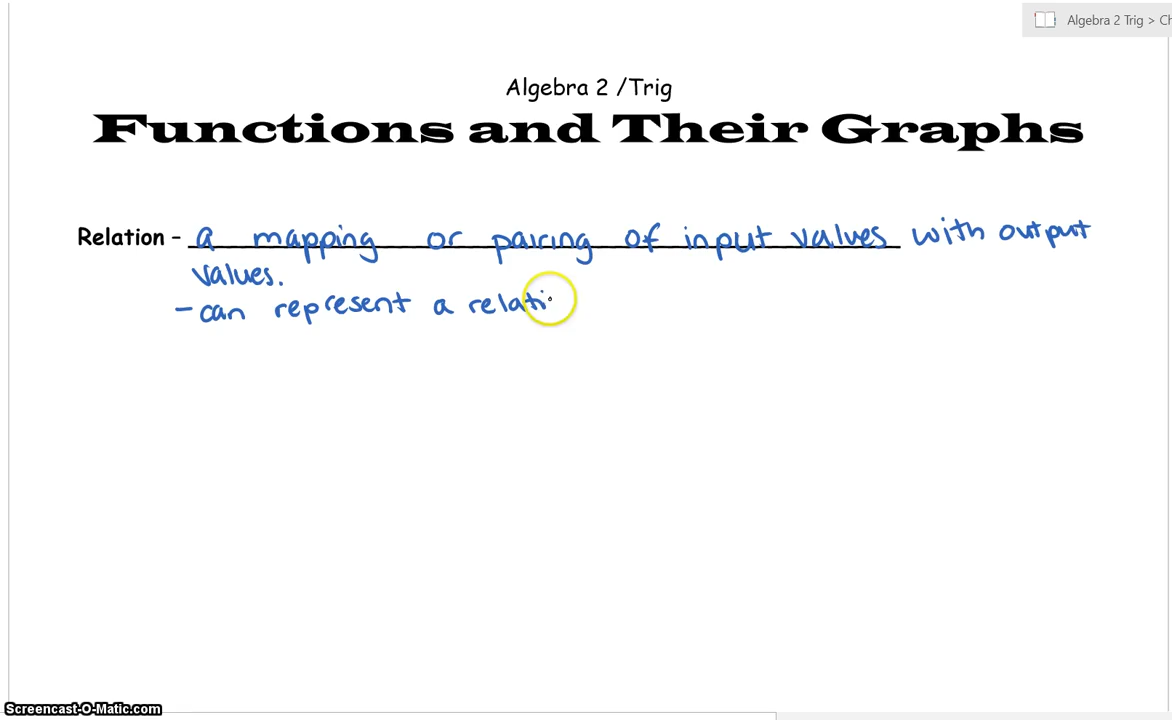 Algebra 2 Trig > Ch
Algebra 2 /Trig
Functions and Their Graphs
Relation - a mapping or pairing of input values with output
values.
- can represent a relati
Screencast-O-Matic.com